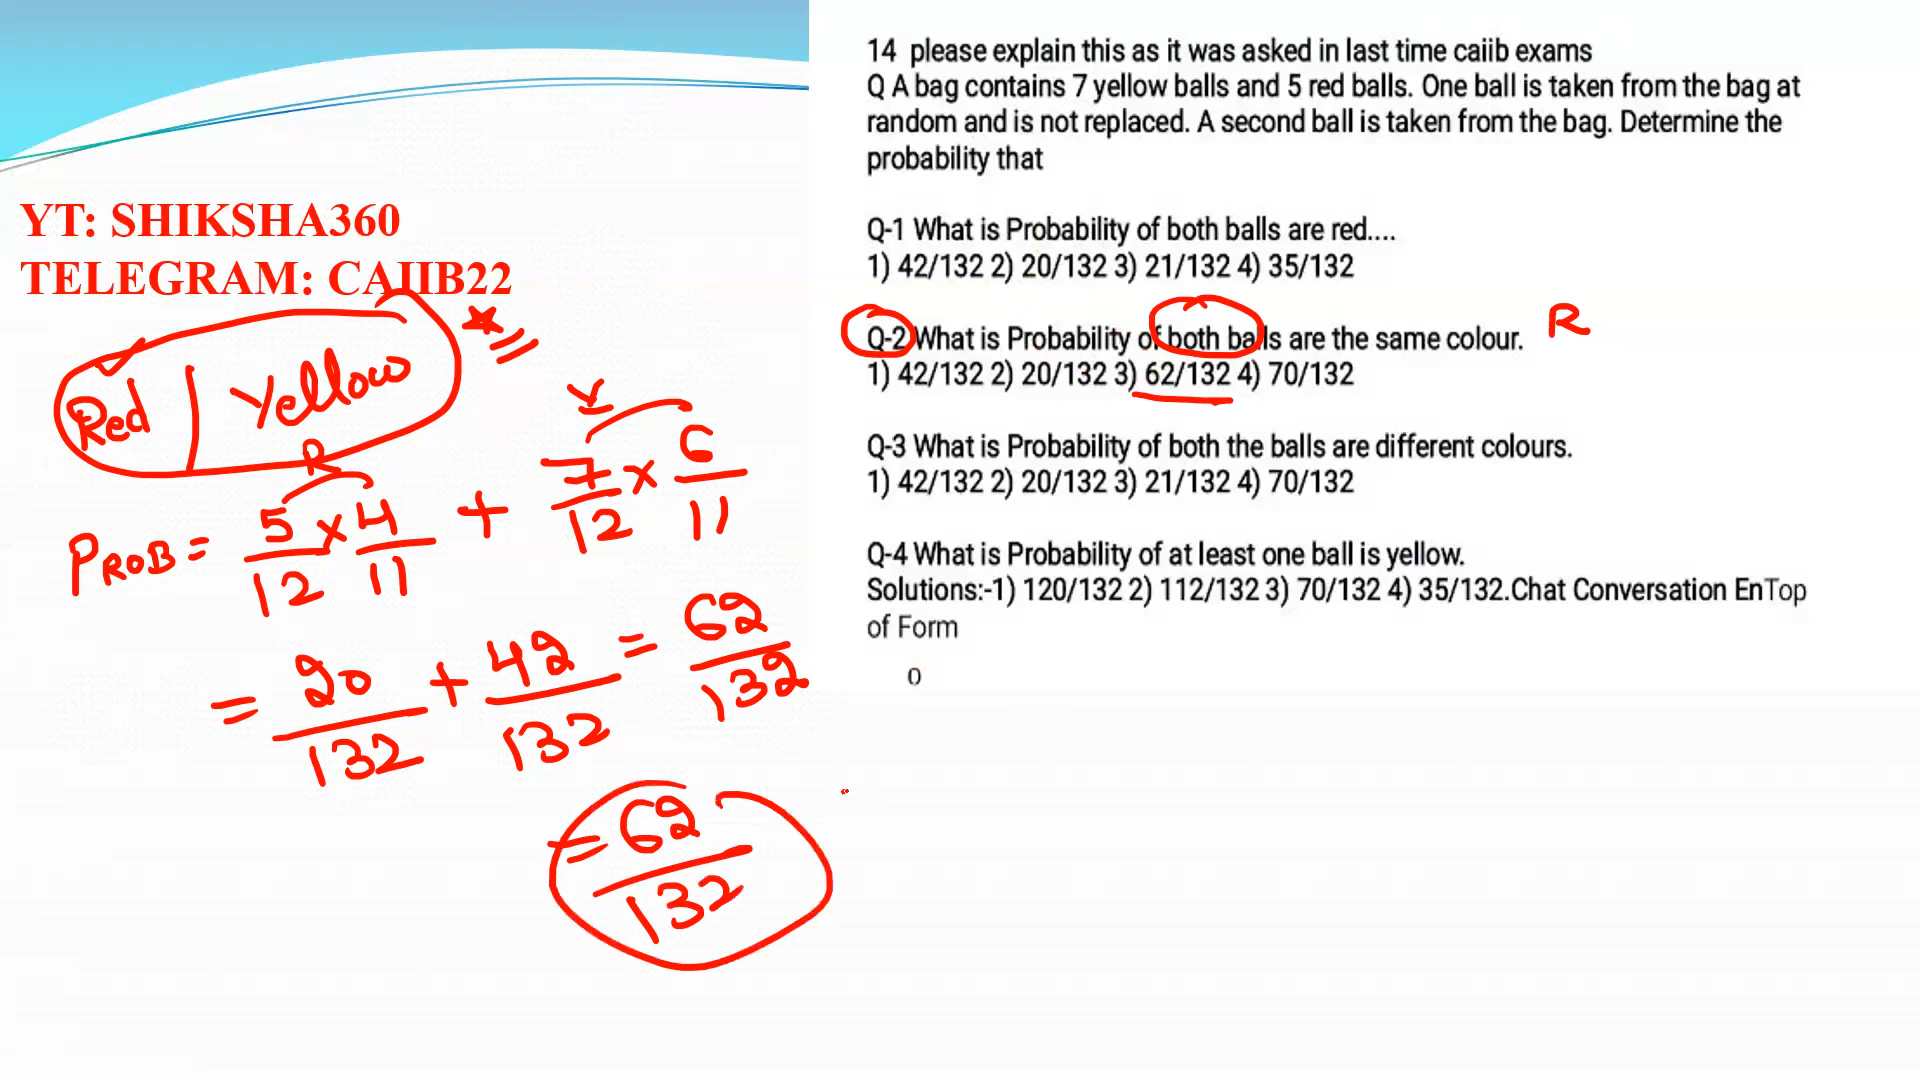 YT: SHIKSHA360
TELEGRAM: CAIIB22
Red | Yellow
R
Y
PROB = 5/12 × 4/11 + 7/12 × 6/11
= 20/132 + 42/132 = 62/132
= 62/132
14 please explain this as it was asked in last time caiib exams
Q A bag contains 7 yellow balls and 5 red balls. One ball is taken from the bag at
random and is not replaced. A second ball is taken from the bag. Determine the
probability that
Q-1 What is Probability of both balls are red....
1) 42/132 2) 20/132 3) 21/132 4) 35/132
Q-2 What is Probability of both balls are the same colour. R
1) 42/132 2) 20/132 3) 62/132 4) 70/132
Q-3 What is Probability of both the balls are different colours.
1) 42/132 2) 20/132 3) 21/132 4) 70/132
Q-4 What is Probability of at least one ball is yellow.
Solutions:-1) 120/132 2) 112/132 3) 70/132 4) 35/132.Chat Conversation EnTop
of Form
0